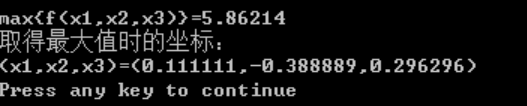 max{f(x1,x2,x3)}=5.86214
取得最大值时的坐标：
(x1,x2,x3)=(0.111111,-0.388889,0.296296)
Press any key to continue